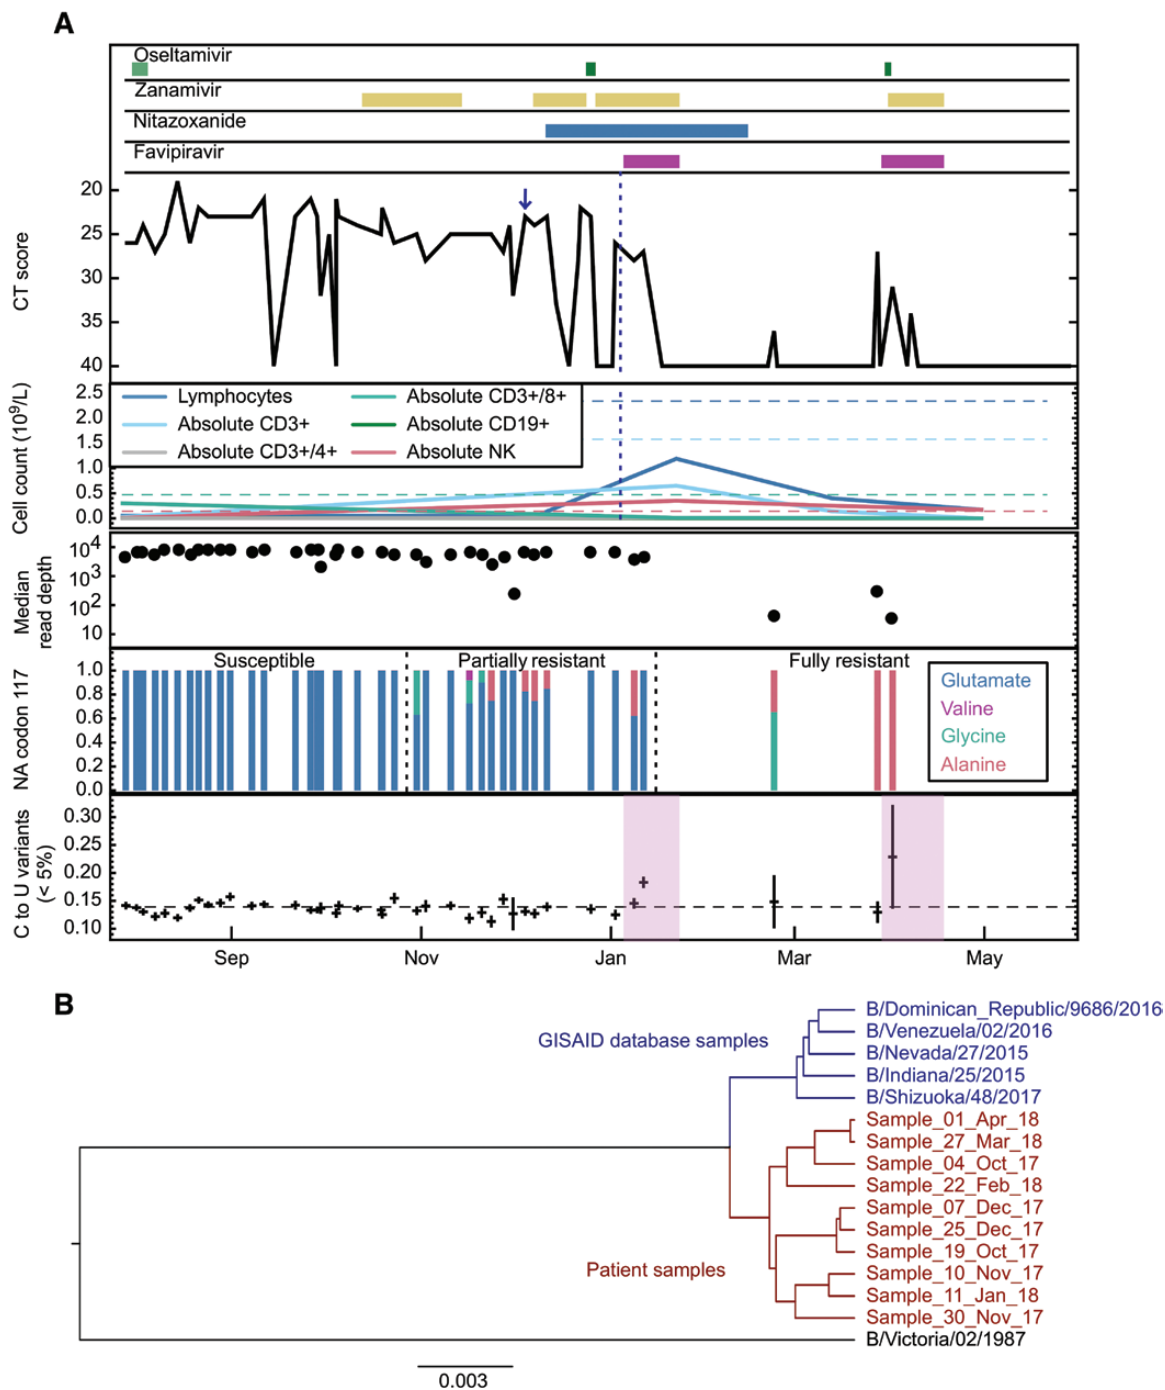 A
Oseltamivir
Zanamivir
Nitazoxanide
Favipiravir
CT score
20
25
30
35
40
Cell count (10⁹/L)
2.5
2.0
1.5
1.0
0.5
0.0
Lymphocytes
Absolute CD3+/8+
Absolute CD3+
Absolute CD19+
Absolute CD3+/4+
Absolute NK
Median
read depth
10⁴
10³
10²
10
NA codon 117
1.0
0.8
0.6
0.4
0.2
0.0
Susceptible
Partially resistant
Fully resistant
Glutamate
Valine
Glycine
Alanine
C to U variants
(< 5%)
0.30
0.25
0.20
0.15
0.10
Sep
Nov
Jan
Mar
May
B
GISAID database samples
Patient samples
B/Dominican_Republic/9686/2016
B/Venezuela/02/2016
B/Nevada/27/2015
B/Indiana/25/2015
B/Shizuoka/48/2017
Sample_01_Apr_18
Sample_27_Mar_18
Sample_04_Oct_17
Sample_22_Feb_18
Sample_07_Dec_17
Sample_25_Dec_17
Sample_19_Oct_17
Sample_10_Nov_17
Sample_11_Jan_18
Sample_30_Nov_17
B/Victoria/02/1987
0.003